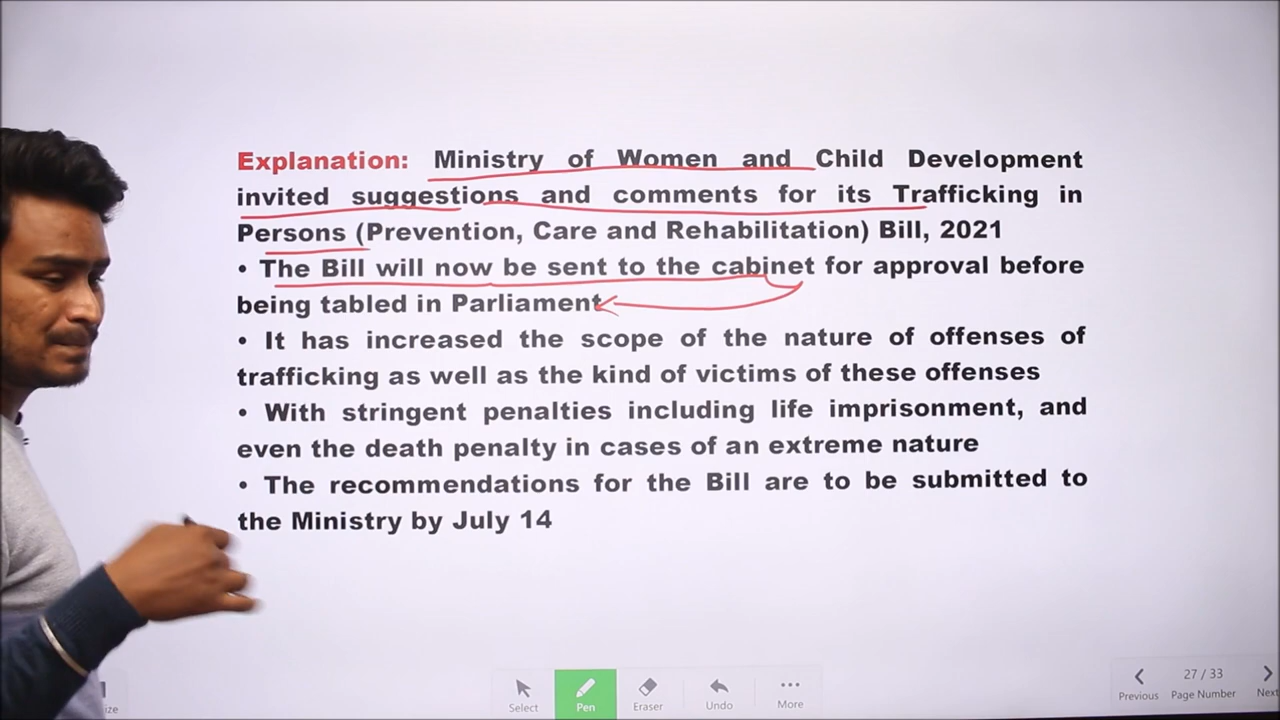 Explanation: Ministry of Women and Child Development
invited suggestions and comments for its Trafficking in
Persons (Prevention, Care and Rehabilitation) Bill, 2021
• The Bill will now be sent to the cabinet for approval before
being tabled in Parliament
• It has increased the scope of the nature of offenses of
trafficking as well as the kind of victims of these offenses
• With stringent penalties including life imprisonment, and
even the death penalty in cases of an extreme nature
• The recommendations for the Bill are to be submitted to
the Ministry by July 14
27 / 33
Select Pen Eraser Undo More Previous Page Number Next